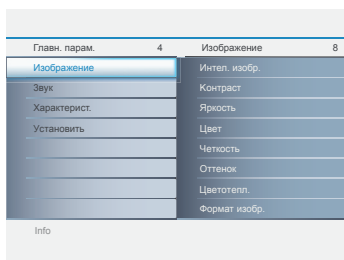 Главн. парам. 4 Изображение 8
Изображение Интел. изобр.
Звук Контраст
Характерист. Яркость
Установить Цвет
Четкость
Оттенок
Цветотепл.
Формат изобр.
Info